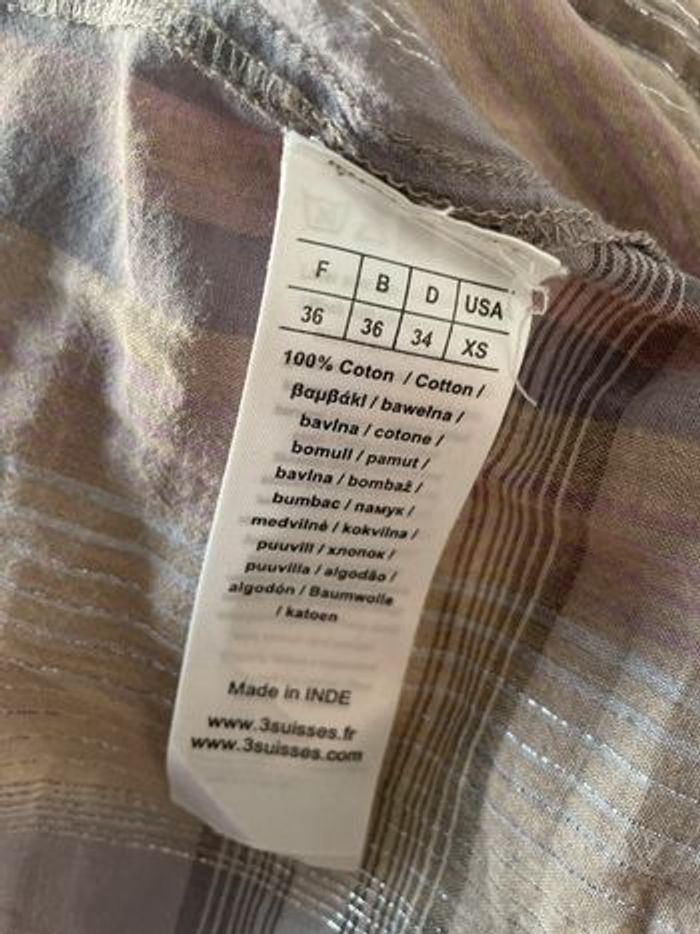 F B D USA
36 36 34 XS
100% Coton / Cotton /
βαμβάκι / bawełna /
bavlna / cotone /
bomull / pamut /
bavlna / bombaž /
bumbac / памук /
medvilnė / kokvilna /
puuvill / хлопок /
puuvilla / algodão /
algodón / Baumwolle
/ katoen
Made in INDE
www.3suisses.fr
www.3suisses.com